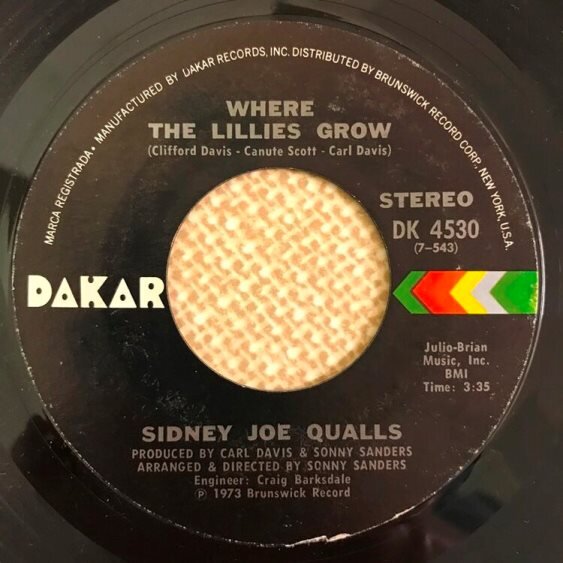 MARCA REGISTRADA • MANUFACTURED BY DAKAR RECORDS, INC. DISTRIBUTED BY BRUNSWICK RECORD CORP., NEW YORK, U.S.A.
WHERE
THE LILLIES GROW
(Clifford Davis - Canute Scott - Carl Davis)
STEREO
DK 4530
(7-543)
DAKAR
Julio-Brian
Music, Inc.
BMI
Time: 3:35
SIDNEY JOE QUALLS
PRODUCED BY CARL DAVIS & SONNY SANDERS
ARRANGED & DIRECTED BY SONNY SANDERS
Engineer: Craig Barksdale
℗ 1973 Brunswick Record